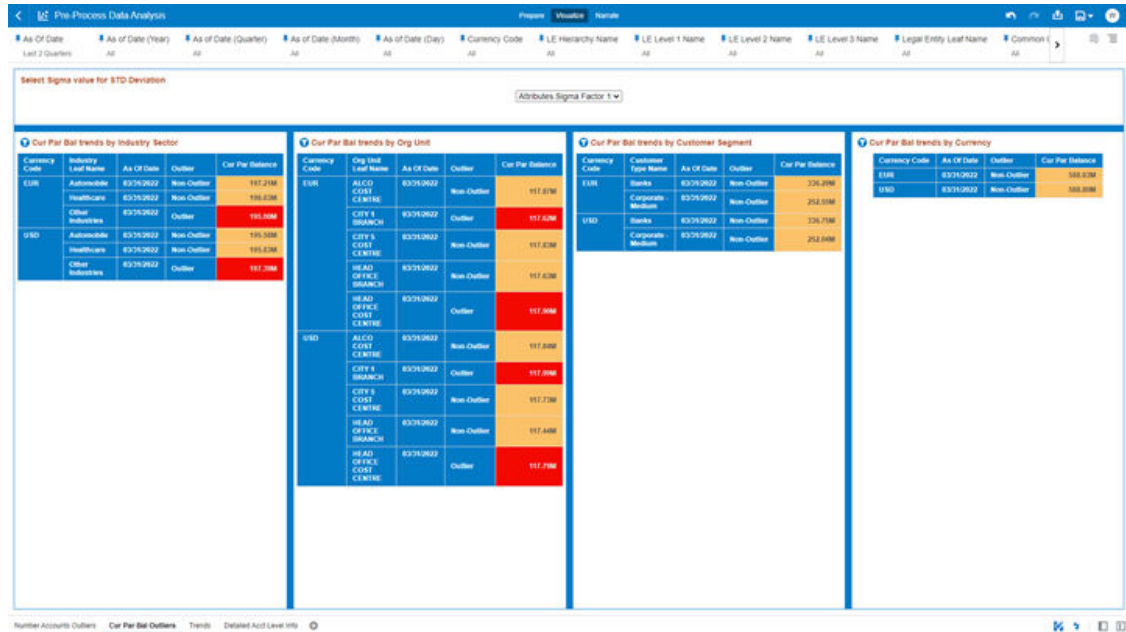 Pre-Process Data Analysis
Prepare Visualize Narrate
As Of Date As of Date (Year) As of Date (Quarter) As of Date (Month) As of Date (Day) Currency Code LE Hierarchy Name LE Level 1 Name LE Level 2 Name LE Level 3 Name Legal Entity Leaf Name Common
Last 2 Quarters All All All All All All All All All All All
Select Sigma value for STD Deviation
Attributes Sigma Factor 1
Cur Par Bal trends by Industry Sector
Currency Code Industry Leaf Name As Of Date Outlier Cur Par Balance
EUR Automobile 03/31/2022 Non-Outlier 197.21M
Healthcare 03/31/2022 Non-Outlier
Other Industries 03/31/2022 Outlier 195.00M
USD Automobile 03/31/2022 Non-Outlier
Healthcare 03/31/2022 Non-Outlier
Other Industries 03/31/2022 Outlier
Cur Par Bal trends by Org Unit
Currency Code Org Unit Leaf Name As Of Date Outlier Cur Par Balance
EUR ALCO COST CENTRE 03/31/2022 Non-Outlier
CITY 1 BRANCH 03/31/2022 Outlier 117.62M
CITY 5 COST CENTRE 03/31/2022 Non-Outlier
HEAD OFFICE BRANCH 03/31/2022 Non-Outlier
HEAD OFFICE COST CENTRE 03/31/2022 Outlier
USD ALCO COST CENTRE 03/31/2022 Non-Outlier
CITY 1 BRANCH 03/31/2022 Outlier
CITY 5 COST CENTRE 03/31/2022 Non-Outlier 117.73M
HEAD OFFICE BRANCH 03/31/2022 Non-Outlier 117.44M
HEAD OFFICE COST CENTRE 03/31/2022 Outlier
Cur Par Bal trends by Customer Segment
Currency Code Customer Type Name As Of Date Outlier Cur Par Balance
EUR Banks 03/31/2022 Non-Outlier
Corporate - Medium 03/31/2022 Non-Outlier
USD Banks 03/31/2022 Non-Outlier
Corporate - Medium 03/31/2022 Non-Outlier
Cur Par Bal trends by Currency
Currency Code As Of Date Outlier Cur Par Balance
EUR 03/31/2022 Non-Outlier
USD 03/31/2022 Non-Outlier
Number Accounts Outliers Cur Par Bal Outliers Trends Detailed Acct Level Info